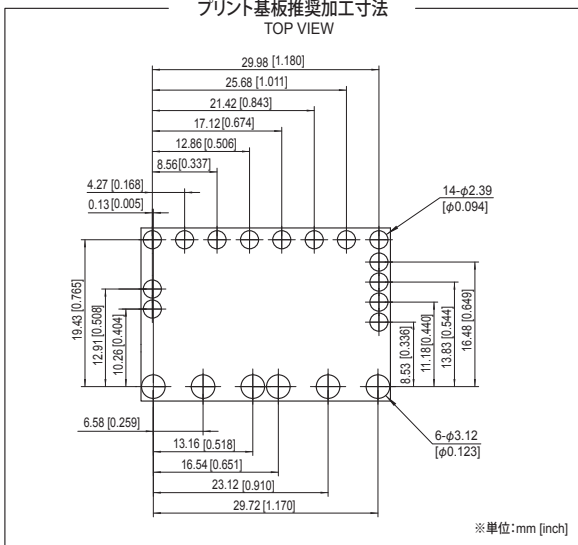 プリント基板推奨加工寸法
TOP VIEW
29.98 [1.180]
25.68 [1.011]
21.42 [0.843]
17.12 [0.674]
12.86 [0.506]
8.56 [0.337]
4.27 [0.168]
0.13 [0.005]
14-ϕ2.39
[ϕ0.094]
19.43 [0.765]
12.91 [0.508]
10.26 [0.404]
8.53 [0.336]
11.18 [0.440]
13.83 [0.544]
16.48 [0.649]
6.58 [0.259]
13.16 [0.518]
16.54 [0.651]
23.12 [0.910]
29.72 [1.170]
6-ϕ3.12
[ϕ0.123]
※単位:mm [inch]